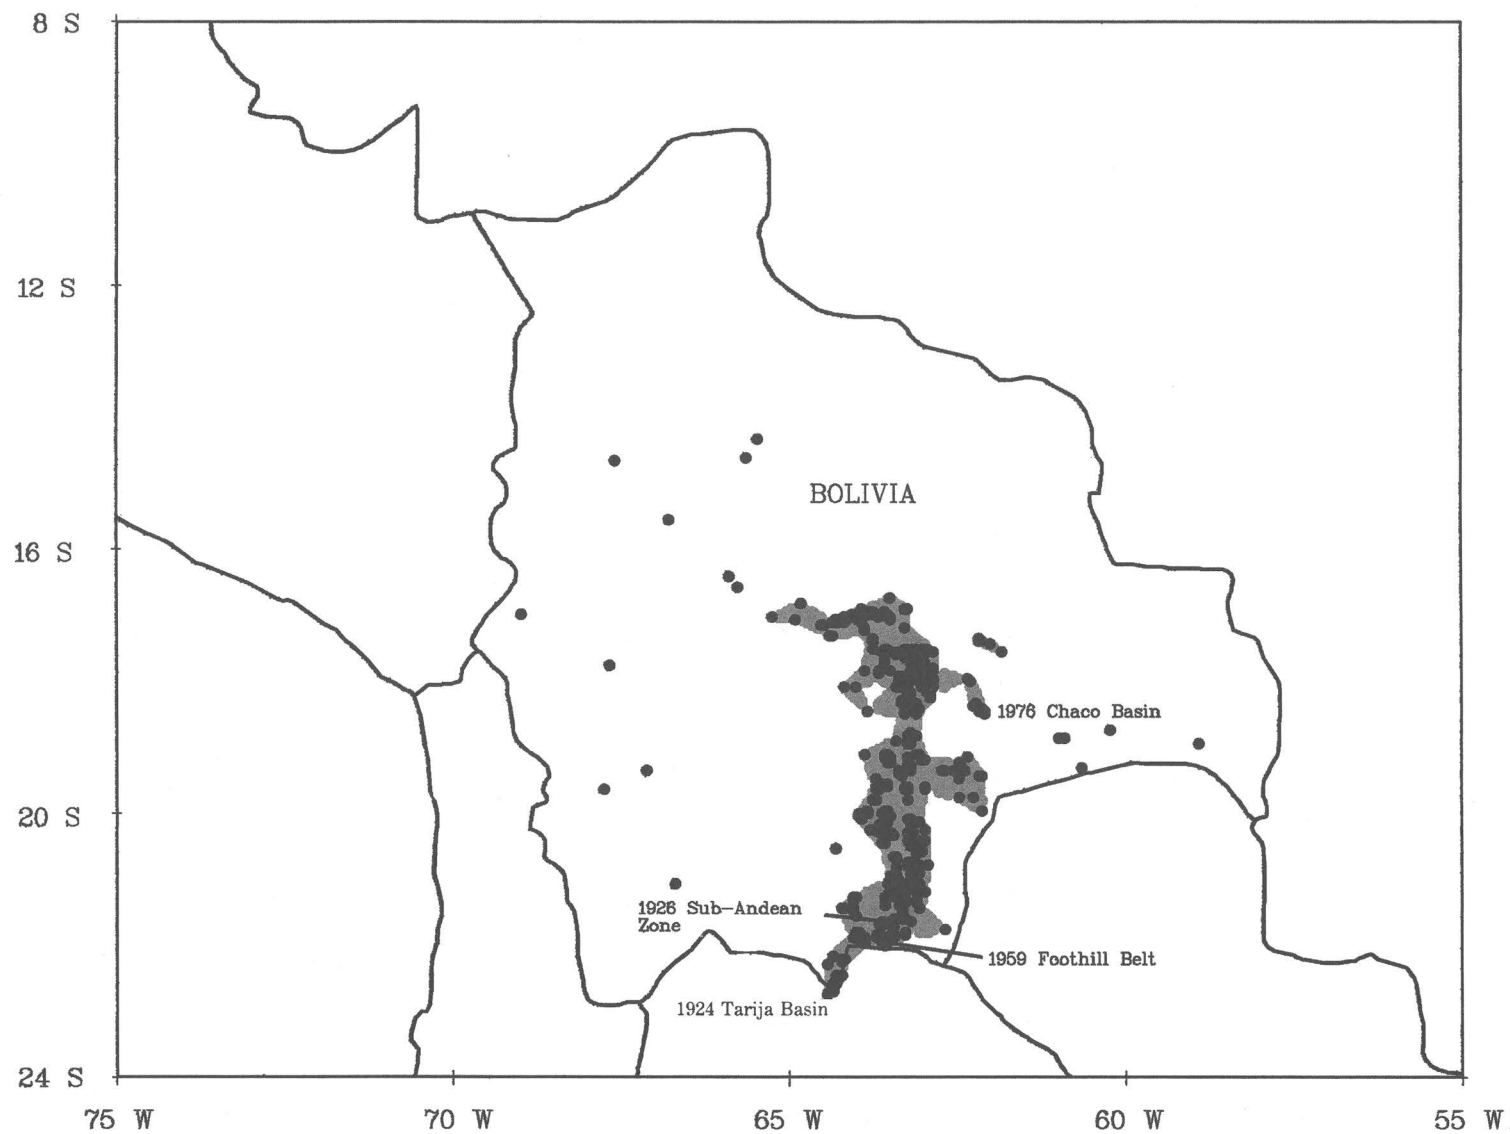 8 S
12 S
BOLIVIA
16 S
1976 Chaco Basin
20 S
1926 Sub-Andean
Zone
1959 Foothill Belt
1924 Tarija Basin
24 S
75 W 70 W 65 W 60 W 55 W